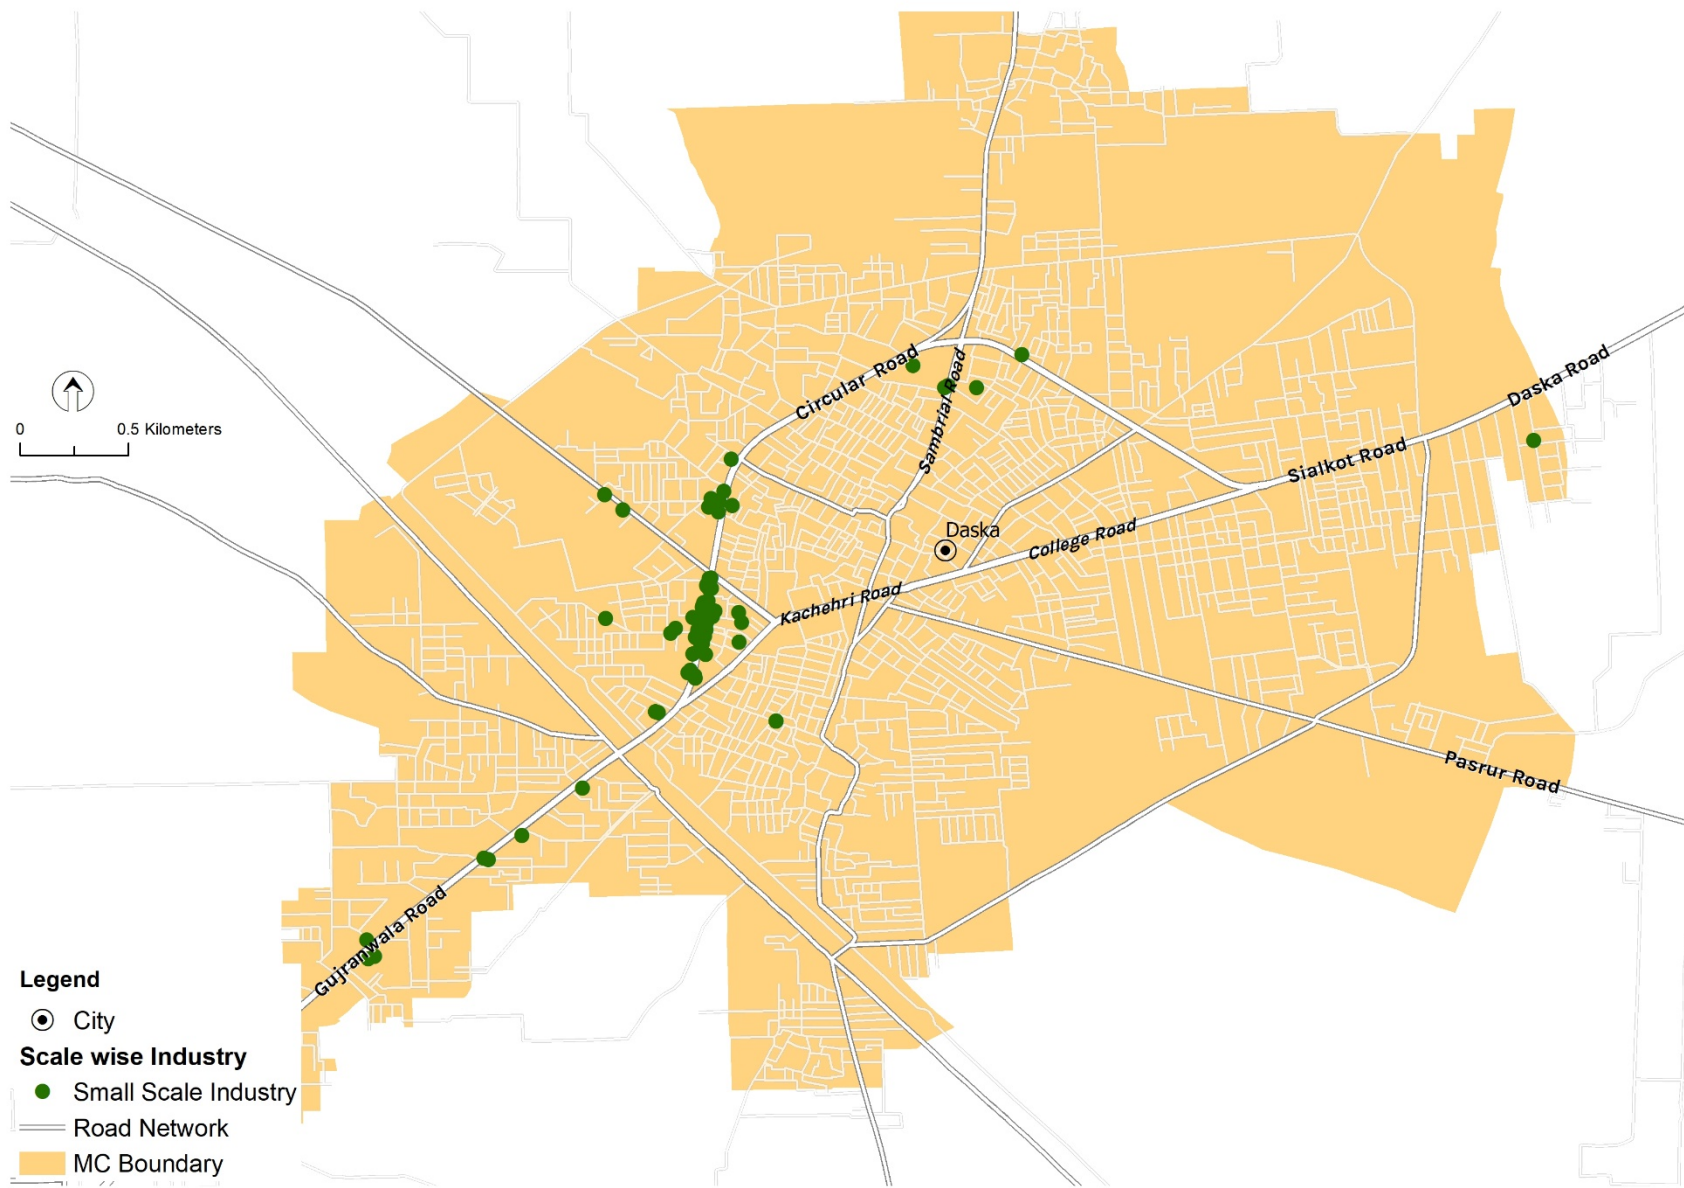 Circular Road
Sambrial Road
Daska Road
Sialkot Road
0 0.5 Kilometers
Daska
College Road
Kachehri Road
Pasrur Road
Gujranwala Road
Legend
City
Scale wise Industry
Small Scale Industry
Road Network
MC Boundary